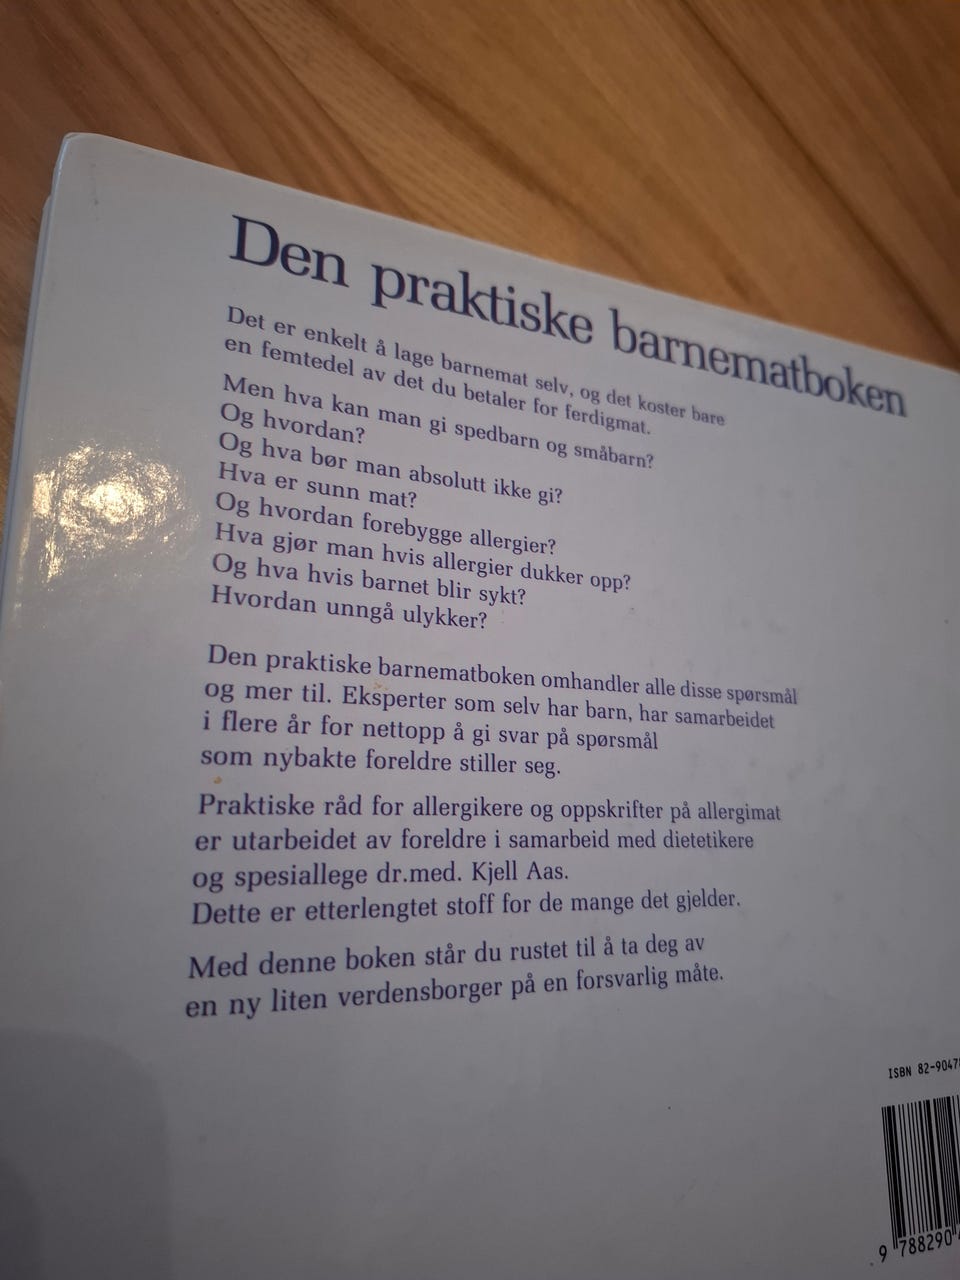 Den praktiske barnematboken
Det er enkelt å lage barnemat selv, og det koster bare
en femtedel av det du betaler for ferdigmat.
Men hva kan man gi spedbarn og småbarn?
Og hvordan?
Og hva bør man absolutt ikke gi?
Hva er sunn mat?
Og hvordan forebygge allergier?
Hva gjør man hvis allergier dukker opp?
Og hva hvis barnet blir sykt?
Hvordan unngå ulykker?
Den praktiske barnematboken omhandler alle disse spørsmål
og mer til. Eksperter som selv har barn, har samarbeidet
i flere år for nettopp å gi svar på spørsmål
som nybakte foreldre stiller seg.
Praktiske råd for allergikere og oppskrifter på allergimat
er utarbeidet av foreldre i samarbeid med dietetikere
og spesiallege dr.med. Kjell Aas.
Dette er etterlengtet stoff for de mange det gjelder.
Med denne boken står du rustet til å ta deg av
en ny liten verdensborger på en forsvarlig måte.
ISBN 82-9047
9 788290